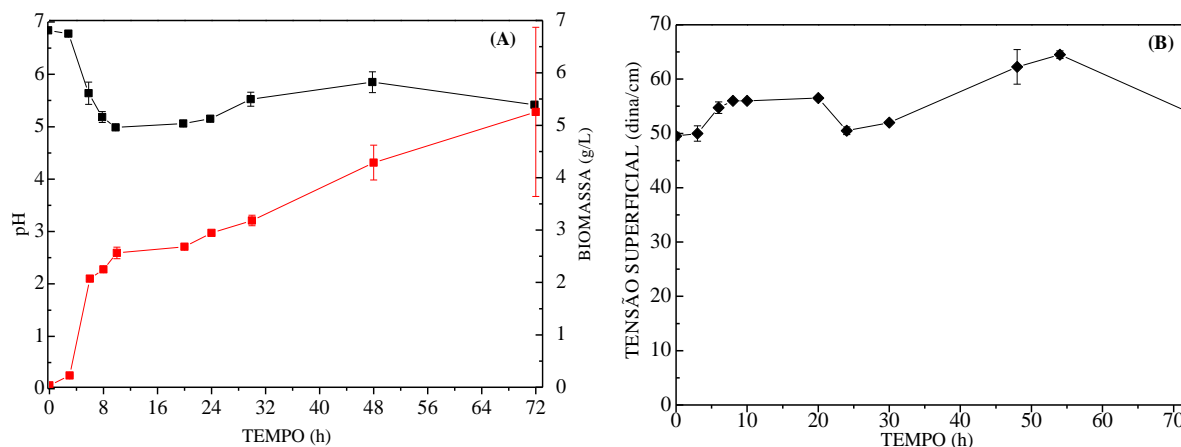 (A)
7
6
5
4
3
2
1
0
pH
7
6
5
4
3
2
1
0
BIOMASSA (g/L)
0 8 16 24 32 40 48 56 64 72
TEMPO (h)
(B)
70
60
50
40
30
20
10
0
TENSÃO SUPERFICIAL (dina/cm)
0 10 20 30 40 50 60 70
TEMPO (h)